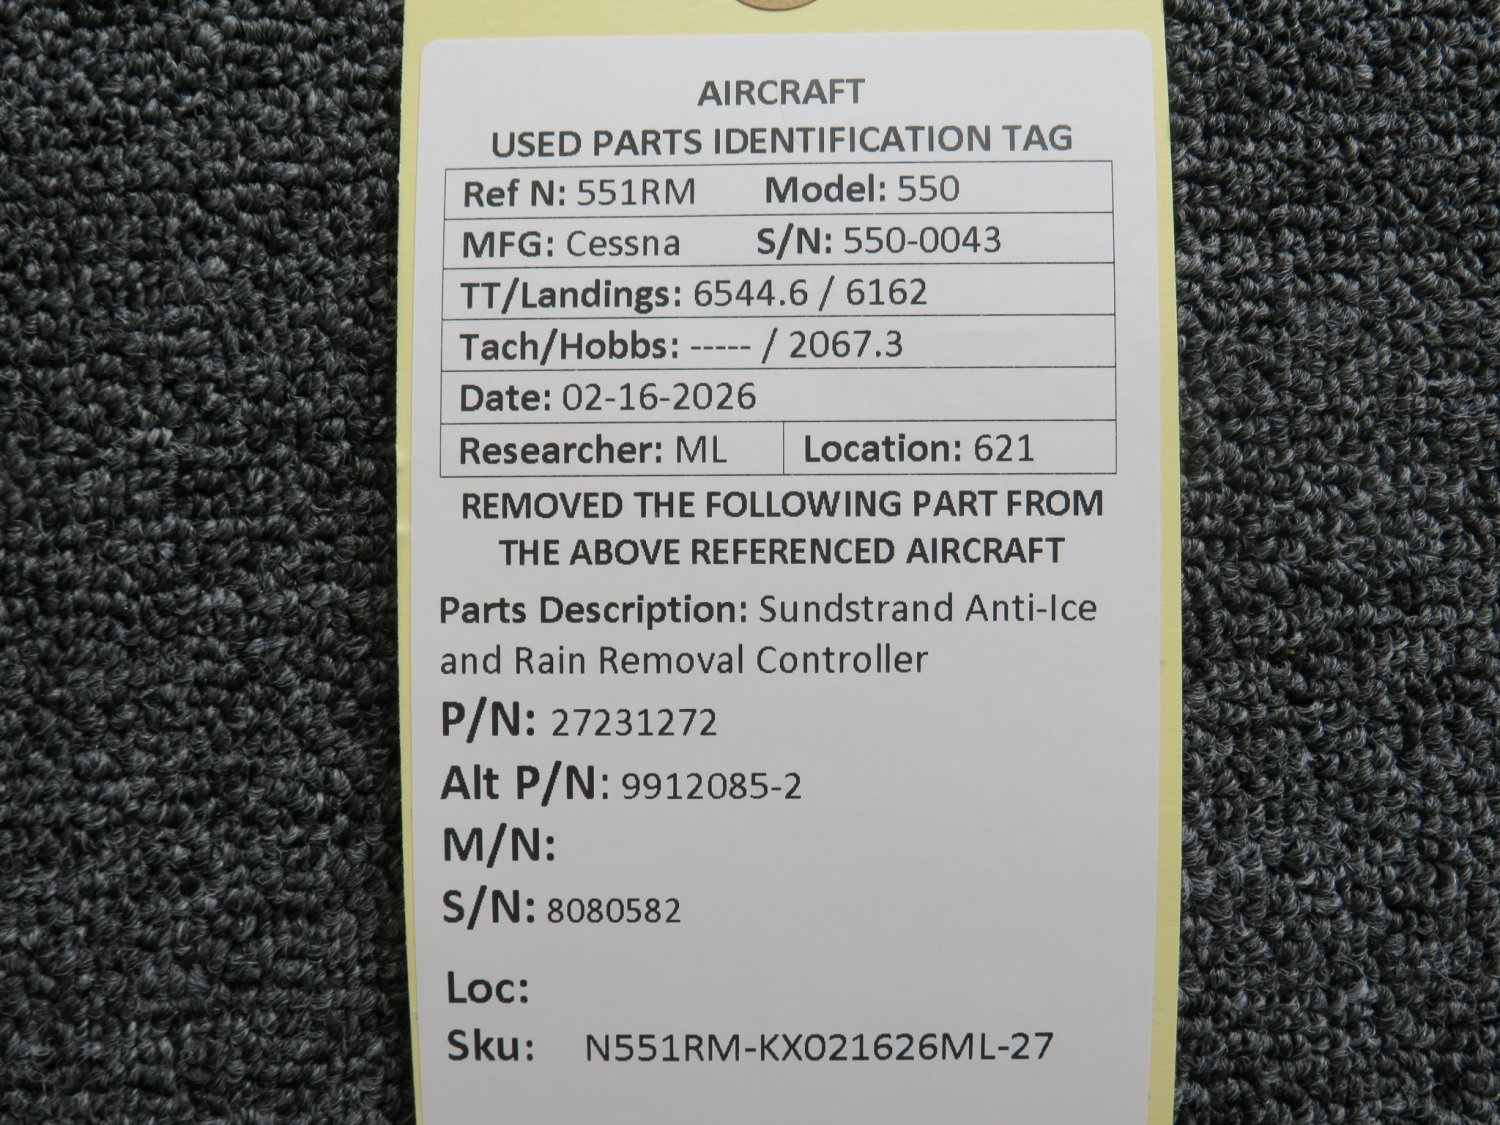 AIRCRAFT
USED PARTS IDENTIFICATION TAG
Ref N: 551RM Model: 550
MFG: Cessna S/N: 550-0043
TT/Landings: 6544.6 / 6162
Tach/Hobbs: ----- / 2067.3
Date: 02-16-2026
Researcher: ML Location: 621
REMOVED THE FOLLOWING PART FROM
THE ABOVE REFERENCED AIRCRAFT
Parts Description: Sundstrand Anti-Ice
and Rain Removal Controller
P/N: 27231272
Alt P/N: 9912085-2
M/N:
S/N: 8080582
Loc:
Sku: N551RM-KX021626ML-27